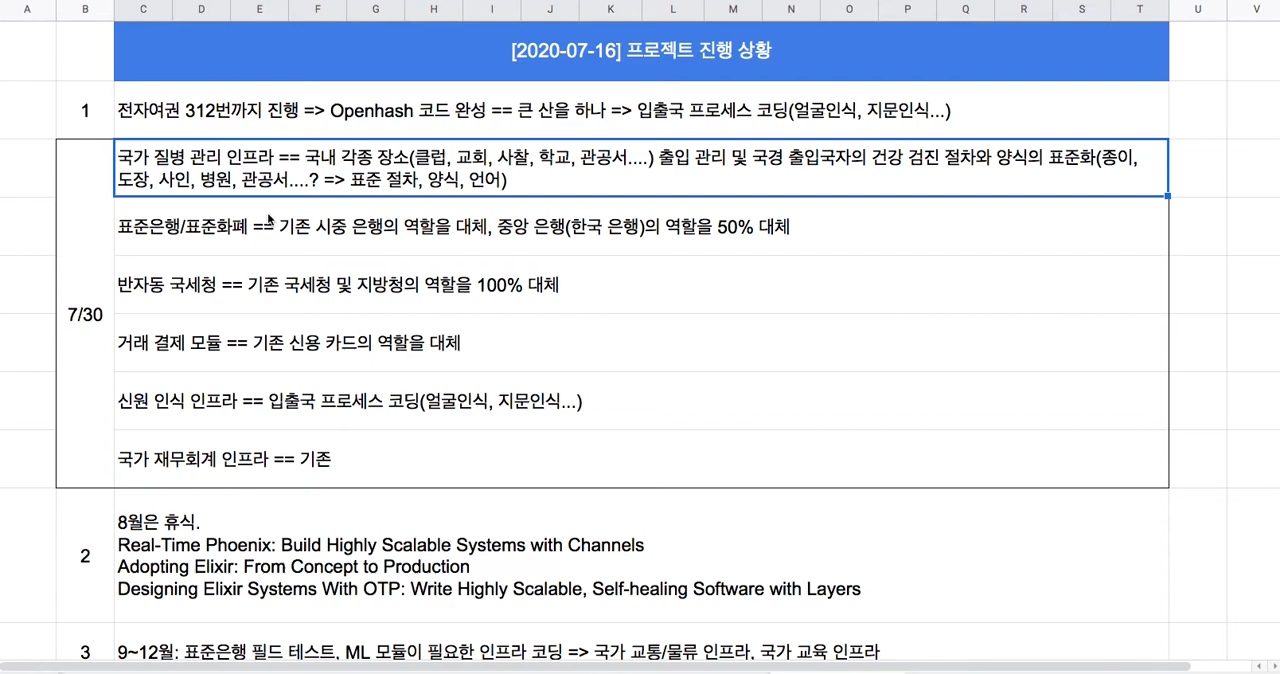 A B C D E F G H I J K L M N O P Q R S T U V
[2020-07-16] 프로젝트 진행 상황
1 전자여권 312번까지 진행 => Openhash 코드 완성 == 큰 산을 하나 => 입출국 프로세스 코딩(얼굴인식, 지문인식...)
국가 질병 관리 인프라 == 국내 각종 장소(클럽, 교회, 사찰, 학교, 관공서....) 출입 관리 및 국경 출입국자의 건강 검진 절차와 양식의 표준화(종이,
도장, 사인, 병원, 관공서....? => 표준 절차, 양식, 언어)
표준은행/표준화폐 == 기존 시중 은행의 역할을 대체, 중앙 은행(한국 은행)의 역할을 50% 대체
반자동 국세청 == 기존 국세청 및 지방청의 역할을 100% 대체
7/30
거래 결제 모듈 == 기존 신용 카드의 역할을 대체
신원 인식 인프라 == 입출국 프로세스 코딩(얼굴인식, 지문인식...)
국가 재무회계 인프라 == 기존
8월은 휴식.
Real-Time Phoenix: Build Highly Scalable Systems with Channels
2
Adopting Elixir: From Concept to Production
Designing Elixir Systems With OTP: Write Highly Scalable, Self-healing Software with Layers
3 9~12월: 표준은행 필드 테스트, ML 모듈이 필요한 인프라 코딩 => 국가 교통/물류 인프라, 국가 교육 인프라